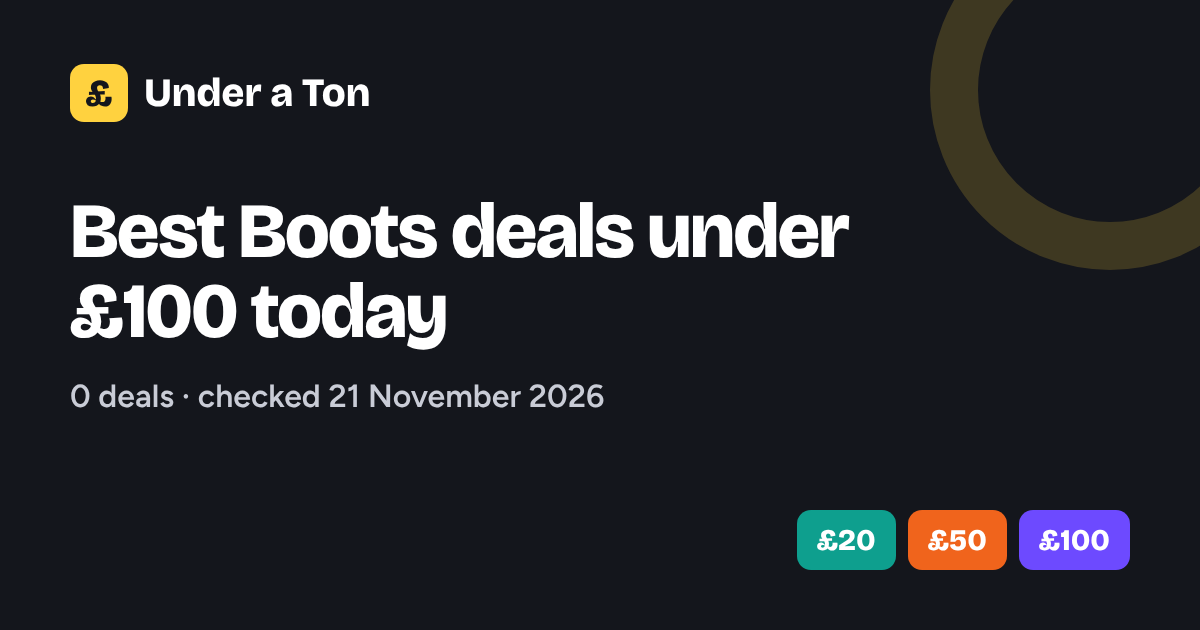 £
Under a Ton
Best Boots deals under
£100 today
0 deals · checked 21 November 2026
£20
£50
£100